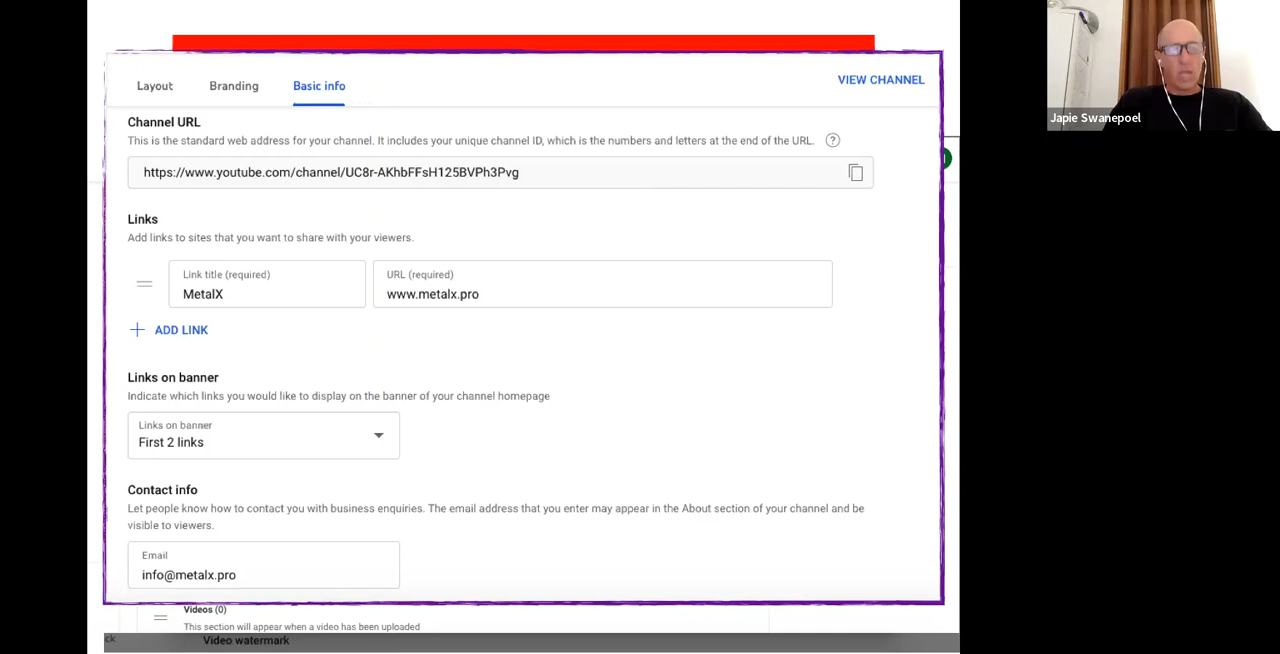 Layout
Branding
Basic info
VIEW CHANNEL
Channel URL
This is the standard web address for your channel. It includes your unique channel ID, which is the numbers and letters at the end of the URL.
?
https://www.youtube.com/channel/UC8r-AKhbFFsH125BVPh3Pvg
Links
Add links to sites that you want to share with your viewers.
Link title (required)
MetalX
URL (required)
www.metalx.pro
ADD LINK
Links on banner
Indicate which links you would like to display on the banner of your channel homepage
Links on banner
First 2 links
Contact info
Let people know how to contact you with business enquiries. The email address that you enter may appear in the About section of your channel and be
visible to viewers.
Email
info@metalx.pro
Videos (0)
This section will appear when a video has been uploaded
ck
Video watermark
Japie Swanepoel